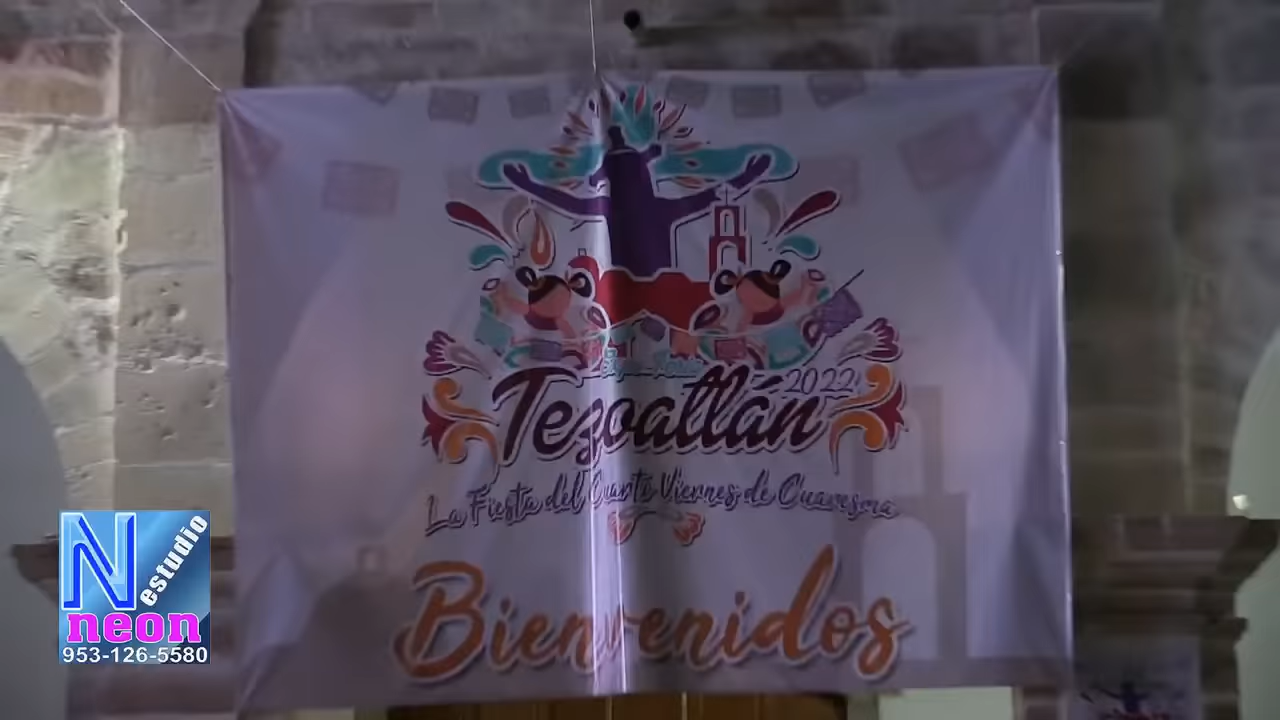 2022
Tezoatlán
La Fiesta del Cuarto Viernes de Cuaresma
Bienvenidos
N estudio
neon
953-126-5580